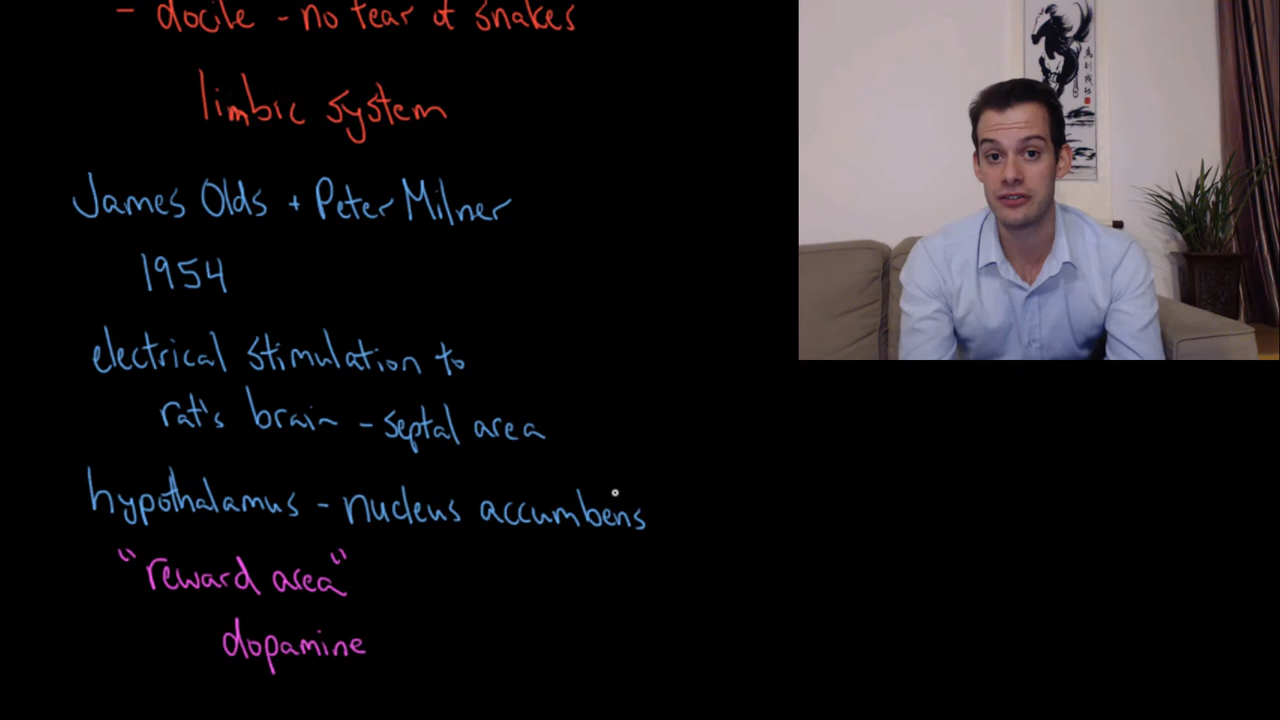 - docile - no fear of snakes
limbic system
James Olds + Peter Milner
1954
electrical stimulation to
rat's brain - septal area
hypothalamus - nucleus accumbens
"reward area"
dopamine